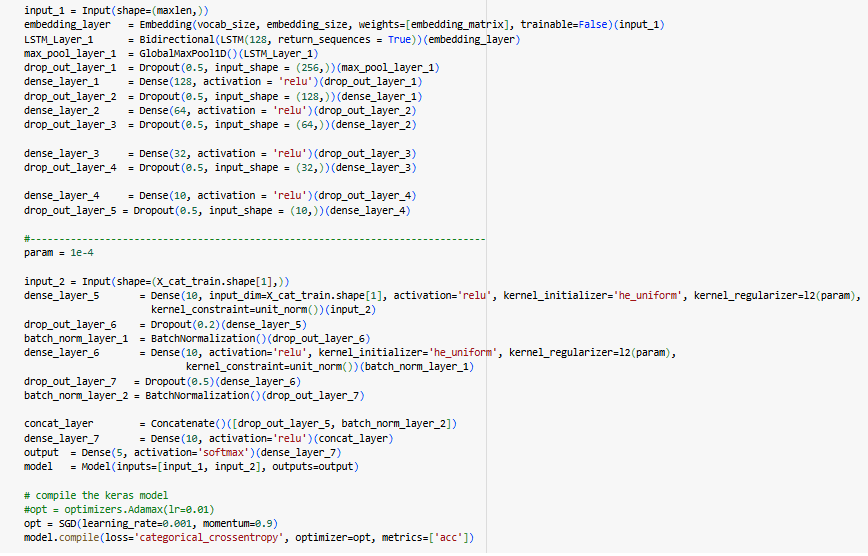 input_1 = Input(shape=(maxlen,))
embedding_layer   = Embedding(vocab_size, embedding_size, weights=[embedding_matrix], trainable=False)(input_1)
LSTM_Layer_1      = Bidirectional(LSTM(128, return_sequences = True))(embedding_layer)
max_pool_layer_1  = GlobalMaxPool1D()(LSTM_Layer_1)
drop_out_layer_1  = Dropout(0.5, input_shape = (256,))(max_pool_layer_1)
dense_layer_1     = Dense(128, activation = 'relu')(drop_out_layer_1)
drop_out_layer_2  = Dropout(0.5, input_shape = (128,))(dense_layer_1)
dense_layer_2     = Dense(64, activation = 'relu')(drop_out_layer_2)
drop_out_layer_3  = Dropout(0.5, input_shape = (64,))(dense_layer_2)
dense_layer_3     = Dense(32, activation = 'relu')(drop_out_layer_3)
drop_out_layer_4  = Dropout(0.5, input_shape = (32,))(dense_layer_3)
dense_layer_4     = Dense(10, activation = 'relu')(drop_out_layer_4)
drop_out_layer_5 = Dropout(0.5, input_shape = (10,))(dense_layer_4)
#------------------------------------------------------------------------------
param = 1e-4
input_2 = Input(shape=(X_cat_train.shape[1],))
dense_layer_5       = Dense(10, input_dim=X_cat_train.shape[1], activation='relu', kernel_initializer='he_uniform', kernel_regularizer=l2(param),
kernel_constraint=unit_norm())(input_2)
drop_out_layer_6    = Dropout(0.2)(dense_layer_5)
batch_norm_layer_1  = BatchNormalization()(drop_out_layer_6)
dense_layer_6       = Dense(10, activation='relu', kernel_initializer='he_uniform', kernel_regularizer=l2(param),
kernel_constraint=unit_norm())(batch_norm_layer_1)
drop_out_layer_7   = Dropout(0.5)(dense_layer_6)
batch_norm_layer_2 = BatchNormalization()(drop_out_layer_7)
concat_layer        = Concatenate()([drop_out_layer_5, batch_norm_layer_2])
dense_layer_7       = Dense(10, activation='relu')(concat_layer)
output  = Dense(5, activation='softmax')(dense_layer_7)
model   = Model(inputs=[input_1, input_2], outputs=output)
# compile the keras model
#opt = optimizers.Adamax(lr=0.01)
opt = SGD(learning_rate=0.001, momentum=0.9)
model.compile(loss='categorical_crossentropy', optimizer=opt, metrics=['acc'])